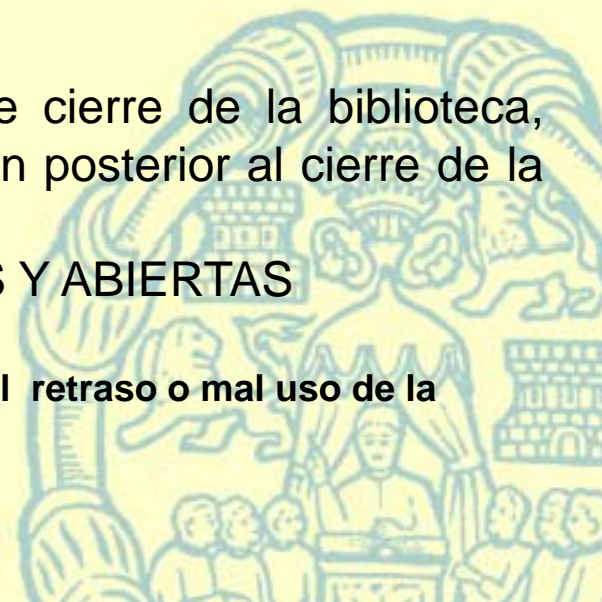 e cierre de la biblioteca,
n posterior al cierre de la
S Y ABIERTAS
l retraso o mal uso de la